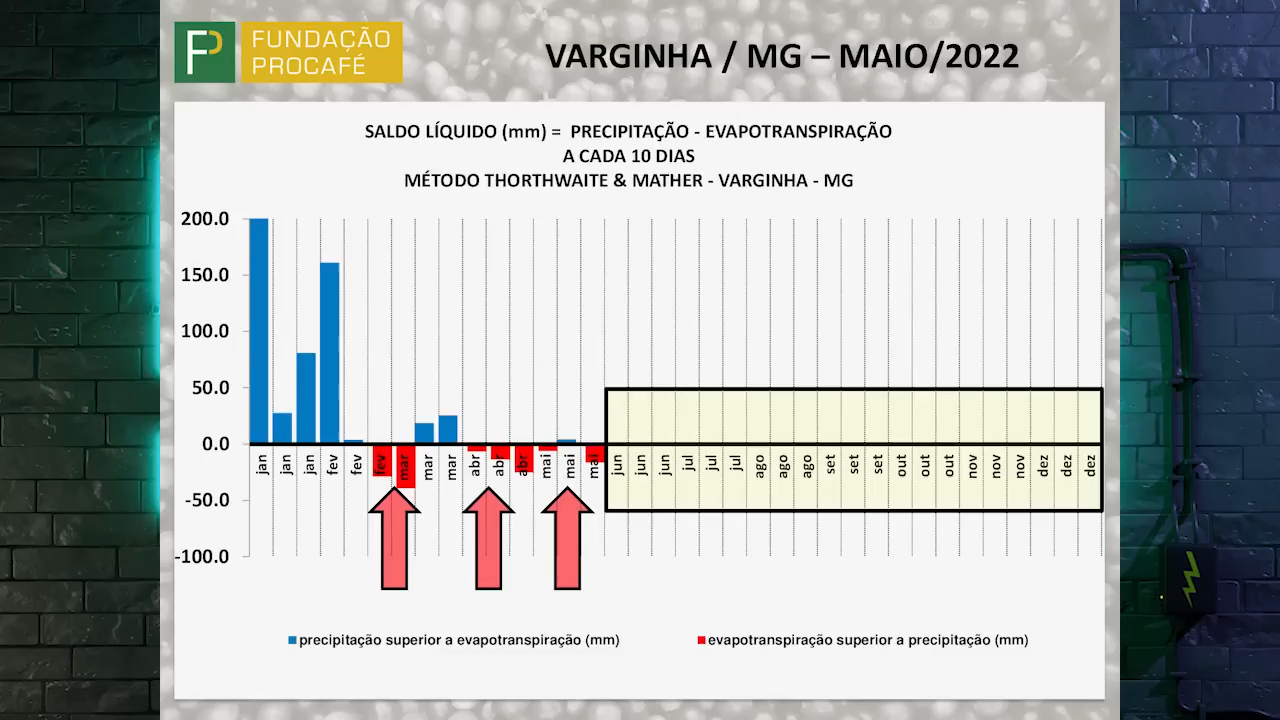 FUNDAÇÃO
PROCAFÉ
VARGINHA / MG – MAIO/2022
SALDO LÍQUIDO (mm) = PRECIPITAÇÃO - EVAPOTRANSPIRAÇÃO
A CADA 10 DIAS
MÉTODO THORTHWAITE & MATHER - VARGINHA - MG
200.0
150.0
100.0
50.0
0.0
-50.0
-100.0
jan jan jan fev fev fev mar mar mar abr abr abr mai mai mai jun jun jun jul jul jul ago ago ago set set set out out out nov nov nov dez dez dez
precipitação superior a evapotranspiração (mm) evapotranspiração superior a precipitação (mm)